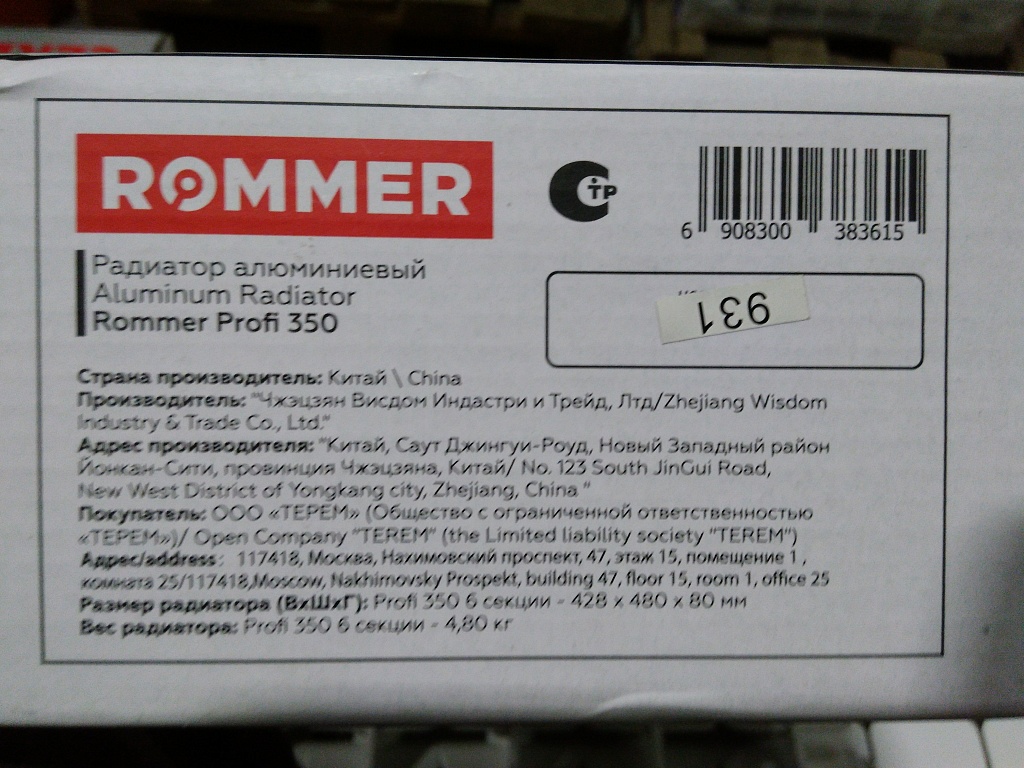 ROMMER
ТР
6 908300 383615
Радиатор алюминиевый
Aluminum Radiator
Rommer Profi 350
931
Страна производитель: Китай \ China
Производитель: "Чжэцзян Висдом Индастри и Трейд, Лтд/Zhejiang Wisdom
Industry & Trade Co., Ltd."
Адрес производителя: "Китай, Саут Джингуи-Роуд, Новый Западный район
Йонкан-Сити, провинция Чжэцзяна, Китай/ No. 123 South JinGui Road,
New West District of Yongkang city, Zhejiang, China "
Покупатель: ООО «ТЕРЕМ» (Общество с ограниченной ответственностью
«ТЕРЕМ»)/ Open Company "TEREM" (the Limited liability society "TEREM")
Адрес/address: 117418, Москва, Нахимовский проспект, 47, этаж 15, помещение 1 ,
комната 25/117418,Moscow, Nakhimovsky Prospekt, building 47, floor 15, room 1, office 25
Размер радиатора (ВхШхГ): Profi 350 6 секции - 428 х 480 х 80 мм
Вес радиатора: Profi 350 6 секции - 4,80 кг